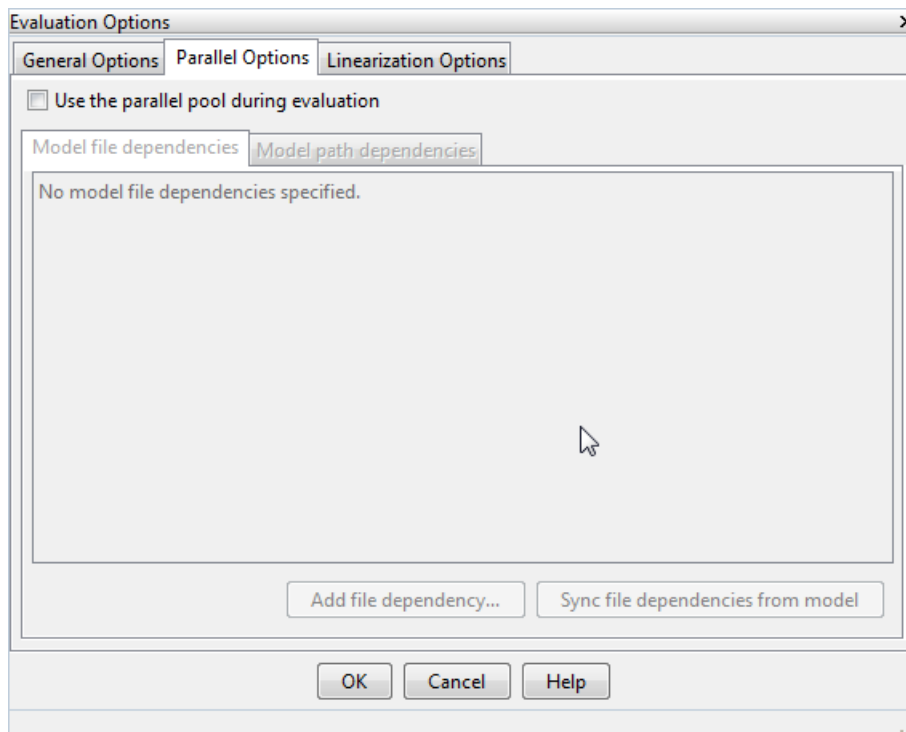 Evaluation Options
General Options Parallel Options Linearization Options
Use the parallel pool during evaluation
Model file dependencies Model path dependencies
No model file dependencies specified.
Add file dependency... Sync file dependencies from model
OK Cancel Help